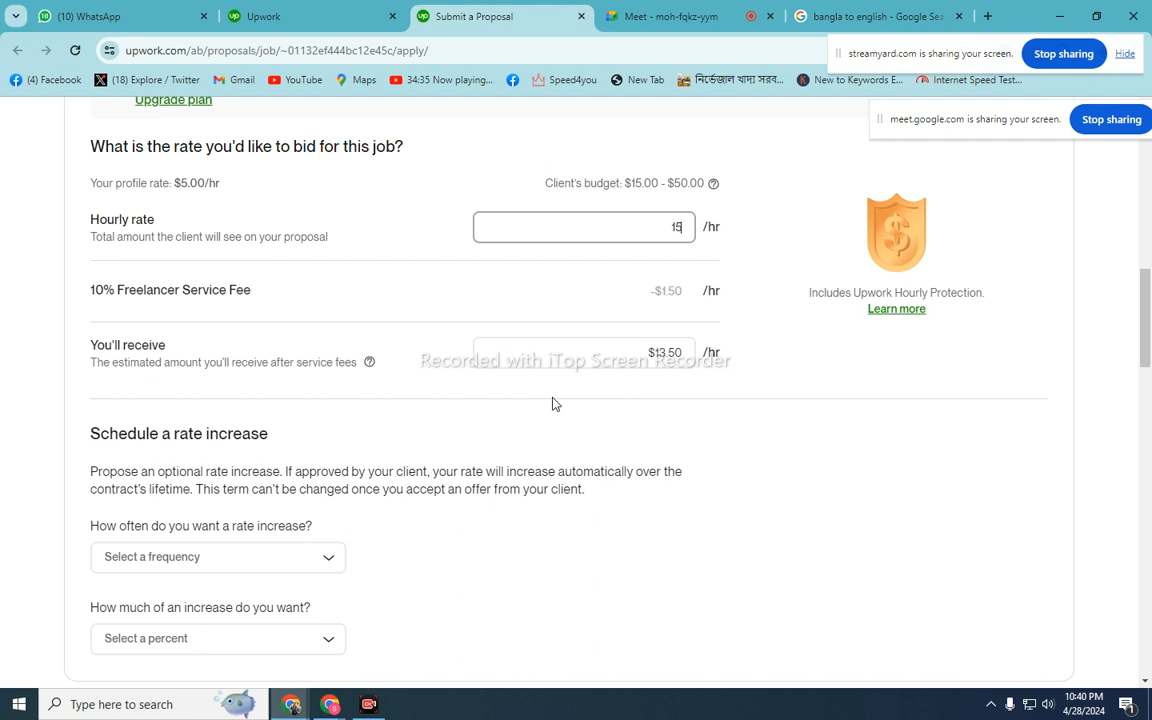 (10) WhatsApp
Upwork
Submit a Proposal
Meet - moh-fqkz-yym
bangla to english - Google Sea
upwork.com/ab/proposals/job/~01132ef444bc12e45c/apply/
streamyard.com is sharing your screen.
Stop sharing
Hide
(4) Facebook
(18) Explore / Twitter
Gmail
YouTube
Maps
34:35 Now playing...
Speed4you
New Tab
নির্ভেজাল খাদ্য সরব...
New to Keywords E...
Internet Speed Test...
Upgrade plan
meet.google.com is sharing your screen.
Stop sharing
What is the rate you'd like to bid for this job?
Your profile rate: $5.00/hr
Client's budget: $15.00 - $50.00
Hourly rate
Total amount the client will see on your proposal
15 /hr
10% Freelancer Service Fee
-$1.50 /hr
Includes Upwork Hourly Protection.
Learn more
You'll receive
The estimated amount you'll receive after service fees
$13.50 /hr
Recorded with iTop Screen Recorder
Schedule a rate increase
Propose an optional rate increase. If approved by your client, your rate will increase automatically over the
contract's lifetime. This term can't be changed once you accept an offer from your client.
How often do you want a rate increase?
Select a frequency
How much of an increase do you want?
Select a percent
Type here to search
10:40 PM
4/28/2024
1